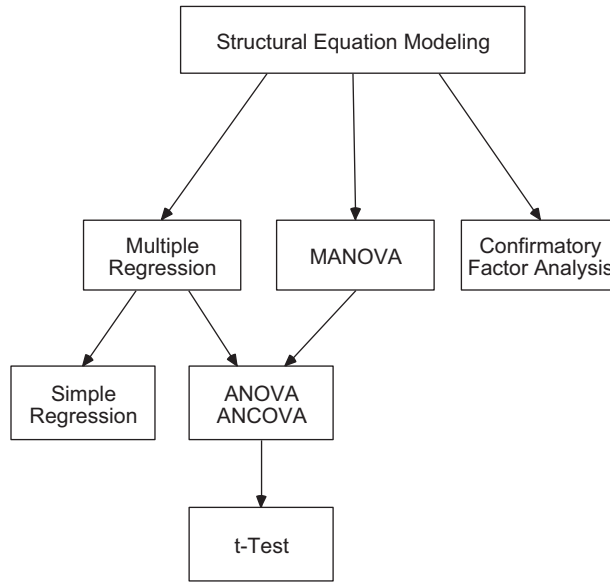 Structural Equation Modeling
Multiple
Regression
MANOVA
Confirmatory
Factor Analysis
Simple
Regression
ANOVA
ANCOVA
t-Test